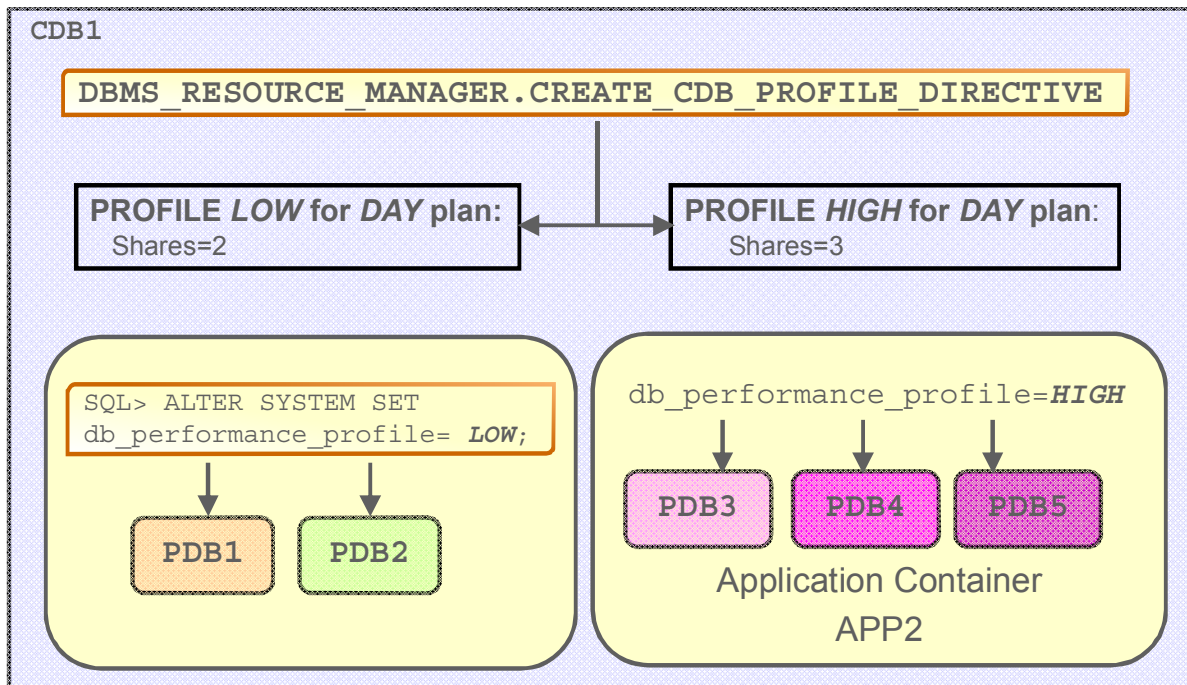 CDB1
DBMS_RESOURCE_MANAGER.CREATE_CDB_PROFILE_DIRECTIVE
PROFILE LOW for DAY plan:
Shares=2
PROFILE HIGH for DAY plan:
Shares=3
SQL> ALTER SYSTEM SET
db_performance_profile= LOW;
PDB1
PDB2
db_performance_profile=HIGH
PDB3
PDB4
PDB5
Application Container
APP2